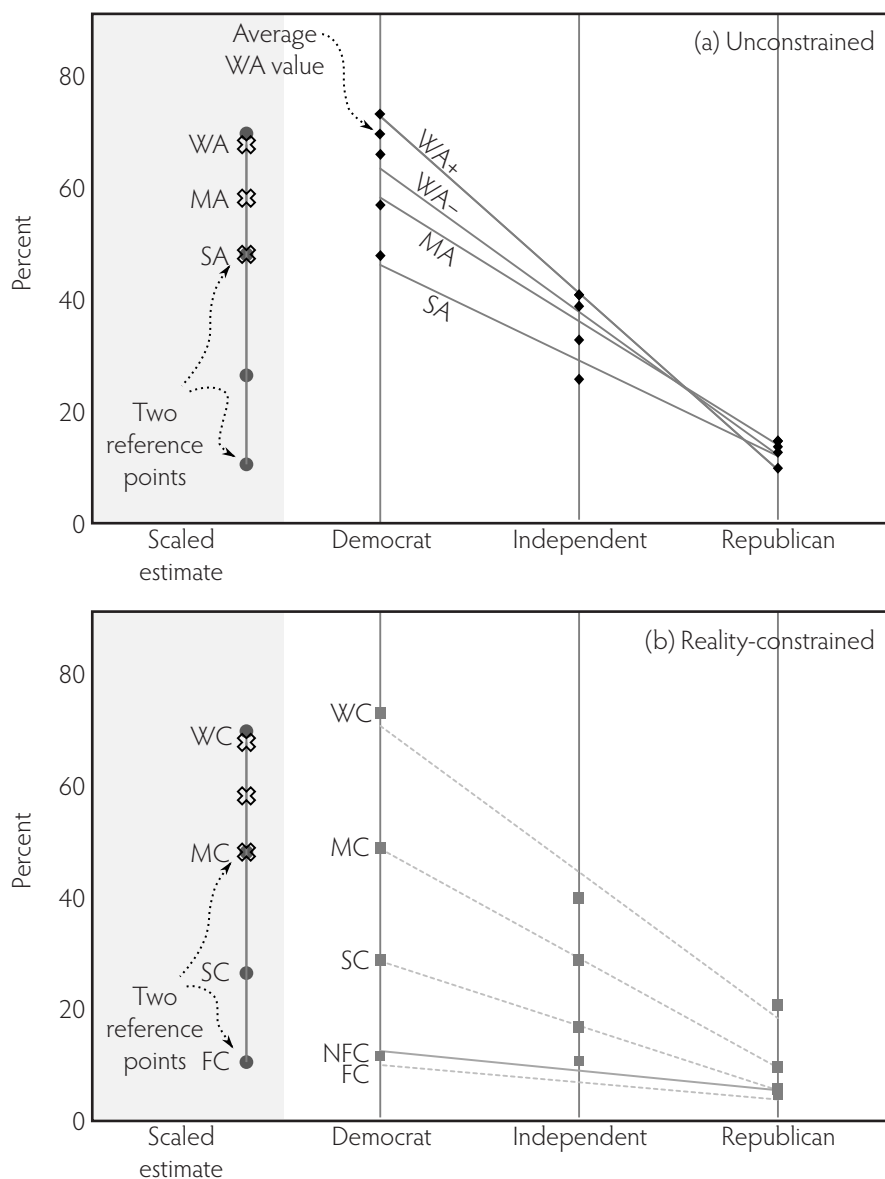 (a) Unconstrained
Average
WA value
80
60
40
20
0
Percent
WA
MA
SA
Two
reference
points
WA+
WA−
MA
SA
Scaled
estimate
Democrat
Independent
Republican
(b) Reality-constrained
80
60
40
20
0
Percent
WC
MC
SC
FC
Two
reference
points
WC
MC
SC
NFC
FC
Scaled
estimate
Democrat
Independent
Republican